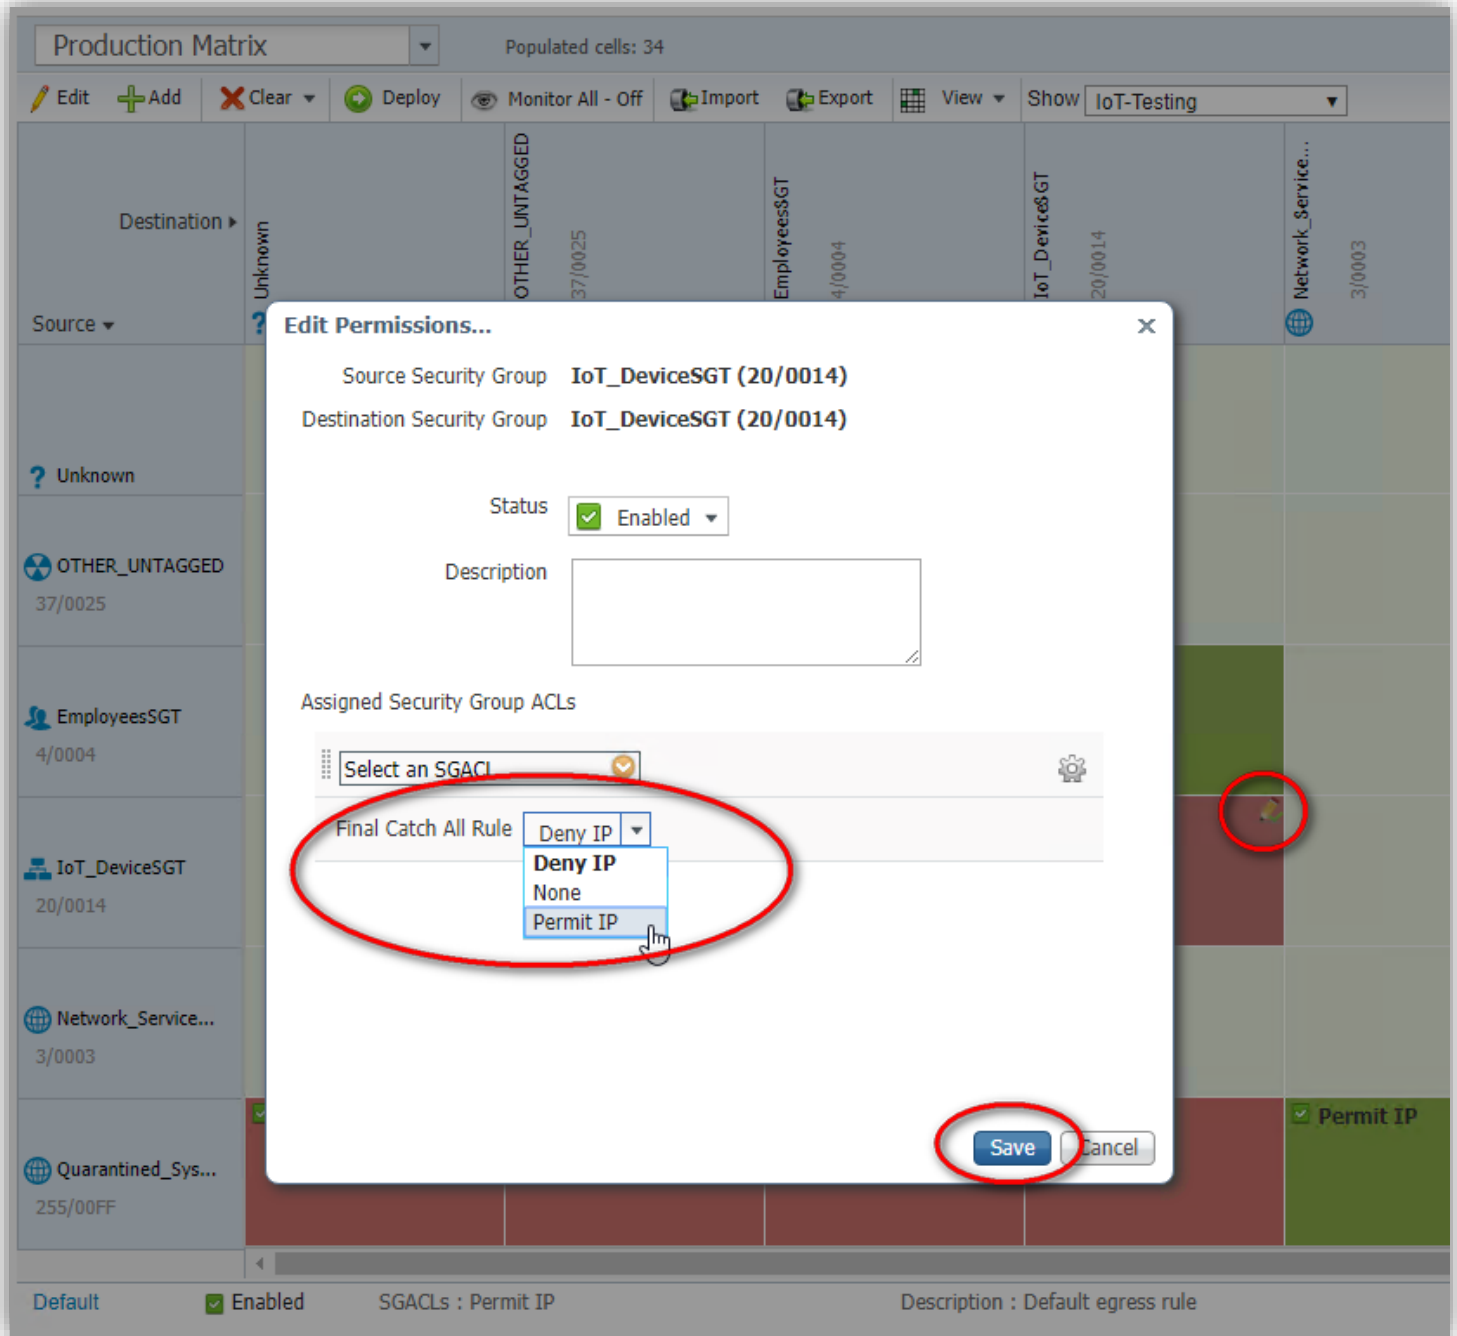 Production Matrix
Populated cells: 34
Edit Add Clear Deploy Monitor All - Off Import Export View Show IoT-Testing
Destination
Source
Unknown
OTHER_UNTAGGED
37/0025
EmployeesSGT
4/0004
IoT_DeviceSGT
20/0014
Network_Service...
3/0003
?
Edit Permissions...
Source Security Group IoT_DeviceSGT (20/0014)
Destination Security Group IoT_DeviceSGT (20/0014)
Status Enabled
Description
Assigned Security Group ACLs
Select an SGACL
Final Catch All Rule Deny IP
Deny IP
None
Permit IP
Save Cancel
? Unknown
OTHER_UNTAGGED
37/0025
EmployeesSGT
4/0004
IoT_DeviceSGT
20/0014
Network_Service...
3/0003
Quarantined_Sys...
255/00FF
Permit IP
Default Enabled SGACLs : Permit IP Description : Default egress rule